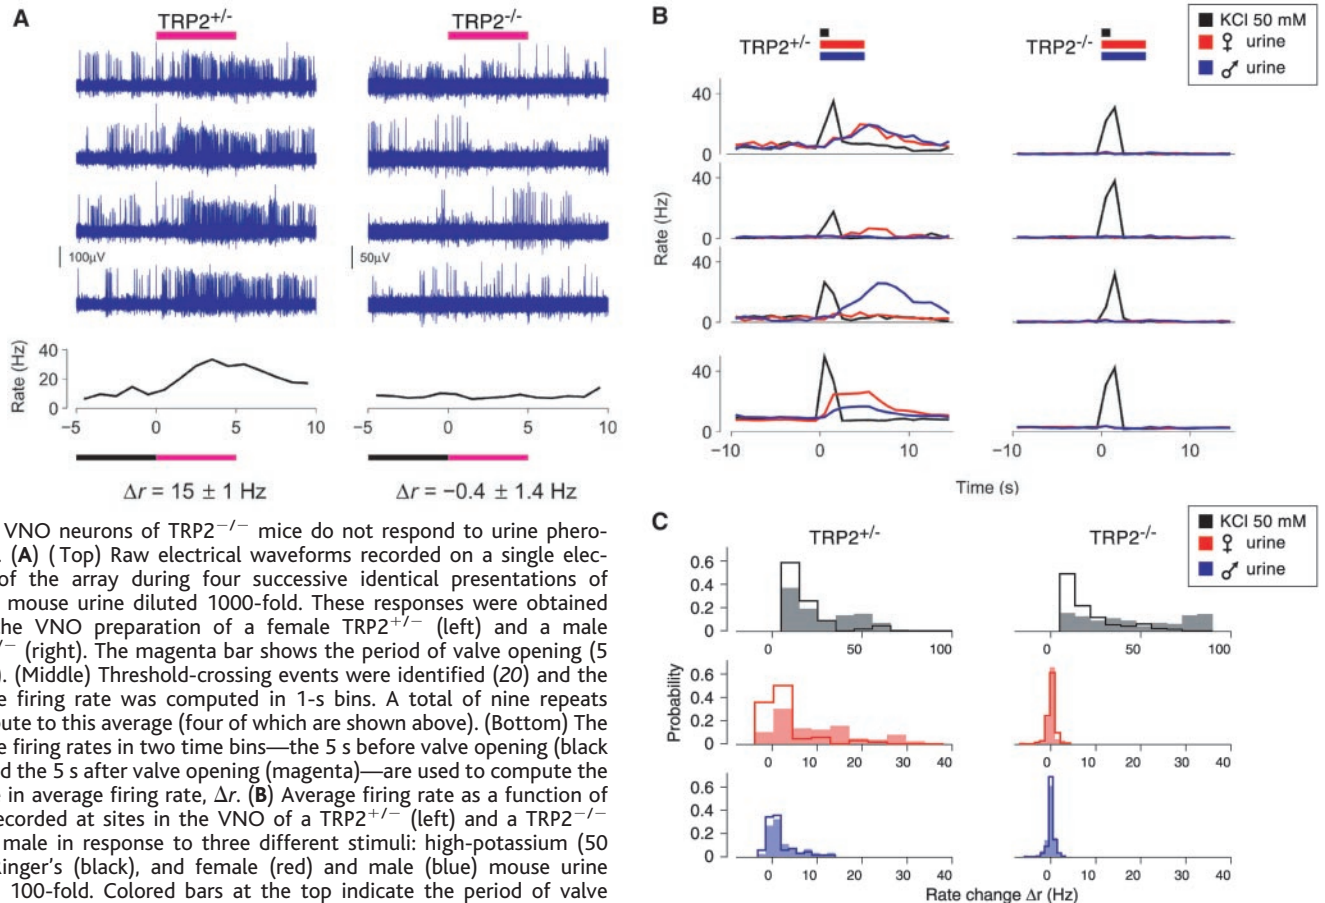 A
TRP2+/-
TRP2-/-
100µV
50µV
Rate (Hz)
40
20
0
−5 0 5 10
−5 0 5 10
Δr = 15 ± 1 Hz
Δr = −0.4 ± 1.4 Hz
B
KCl 50 mM
♀ urine
♂ urine
TRP2+/-
TRP2-/-
Rate (Hz)
40
0
40
0
40
0
40
0
−10 0 10
−10 0 10
Time (s)
VNO neurons of TRP2−/− mice do not respond to urine phero-
(A) (Top) Raw electrical waveforms recorded on a single elec-
of the array during four successive identical presentations of
mouse urine diluted 1000-fold. These responses were obtained
the VNO preparation of a female TRP2+/− (left) and a male
−/− (right). The magenta bar shows the period of valve opening (5
). (Middle) Threshold-crossing events were identified (20) and the
e firing rate was computed in 1-s bins. A total of nine repeats
bute to this average (four of which are shown above). (Bottom) The
e firing rates in two time bins—the 5 s before valve opening (black
d the 5 s after valve opening (magenta)—are used to compute the
in average firing rate, Δr. (B) Average firing rate as a function of
ecorded at sites in the VNO of a TRP2+/− (left) and a TRP2−/−
male in response to three different stimuli: high-potassium (50
inger's (black), and female (red) and male (blue) mouse urine
100-fold. Colored bars at the top indicate the period of valve
C
KCl 50 mM
♀ urine
♂ urine
TRP2+/-
TRP2-/-
Probability
0.6
0.4
0.2
0
0 50 100
0 50 100
0.6
0.4
0.2
0
0 10 20 30 40
0 10 20 30 40
0.6
0.4
0.2
0
0 10 20 30 40
0 10 20 30 40
Rate change Δr (Hz)